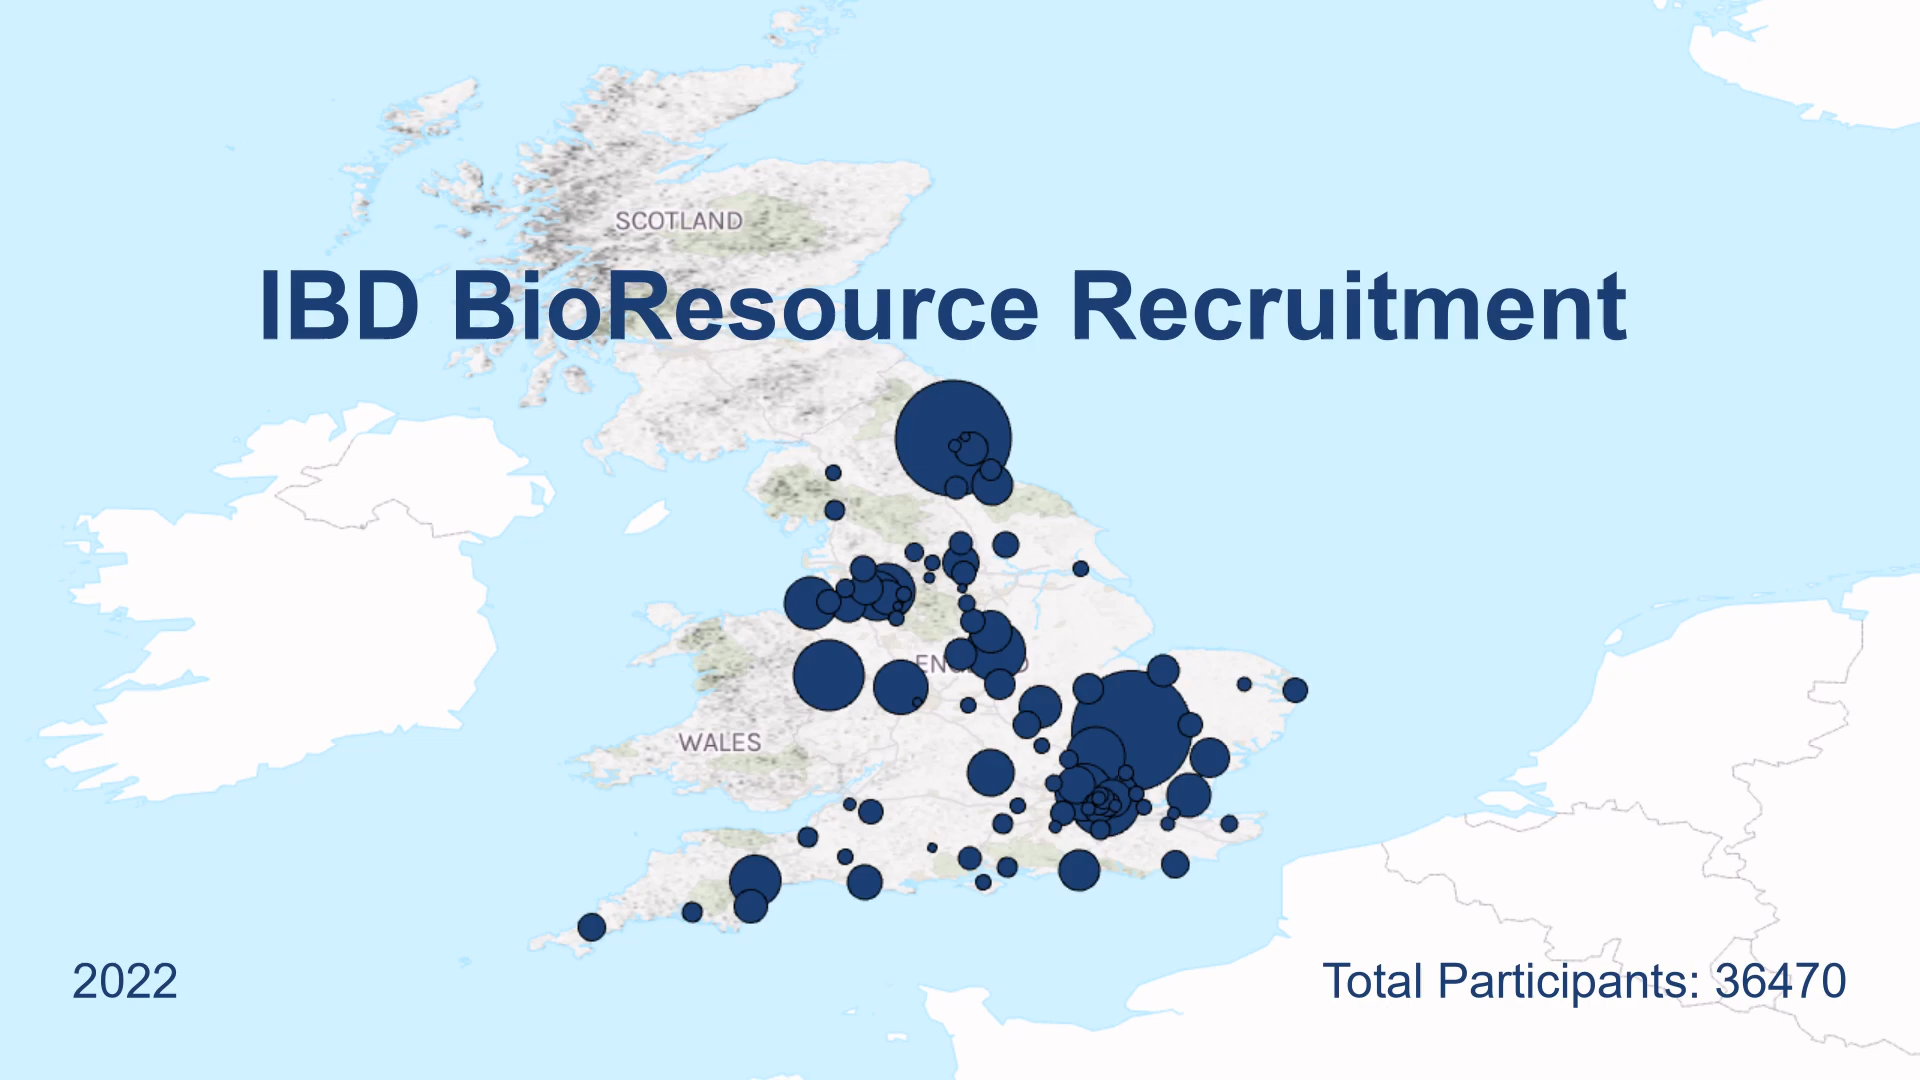 SCOTLAND
IBD BioResource Recruitment
WALES
2022
Total Participants: 36470